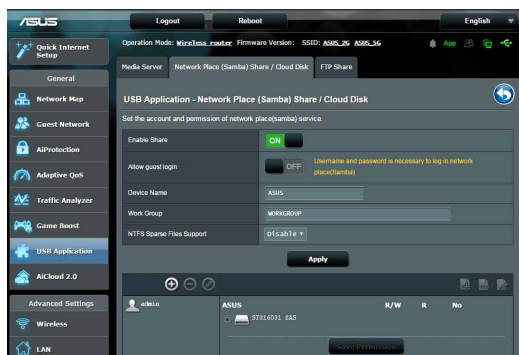 ASUS
Logout
Reboot
English
Quick Internet
Setup
Operation Mode: Wireless router Firmware Version: SSID: ASUS_2G ASUS_5G
App
Media Server
Network Place (Samba) Share / Cloud Disk
FTP Share
General
Network Map
Guest Network
AiProtection
Adaptive QoS
Traffic Analyzer
Game Boost
USB Application
AiCloud 2.0
Advanced Settings
Wireless
LAN
USB Application - Network Place (Samba) Share / Cloud Disk
Set the account and permission of network place(samba) service.
Enable Share
ON
Allow guest login
OFF
Username and password is necessary to log in network
place(Samba)
Device Name
ASUS
Work Group
WORKGROUP
NTFS Sparse Files Support
Disable
Apply
admin
ASUS
R/W
R
No
ST316031 8AS
Save Permission